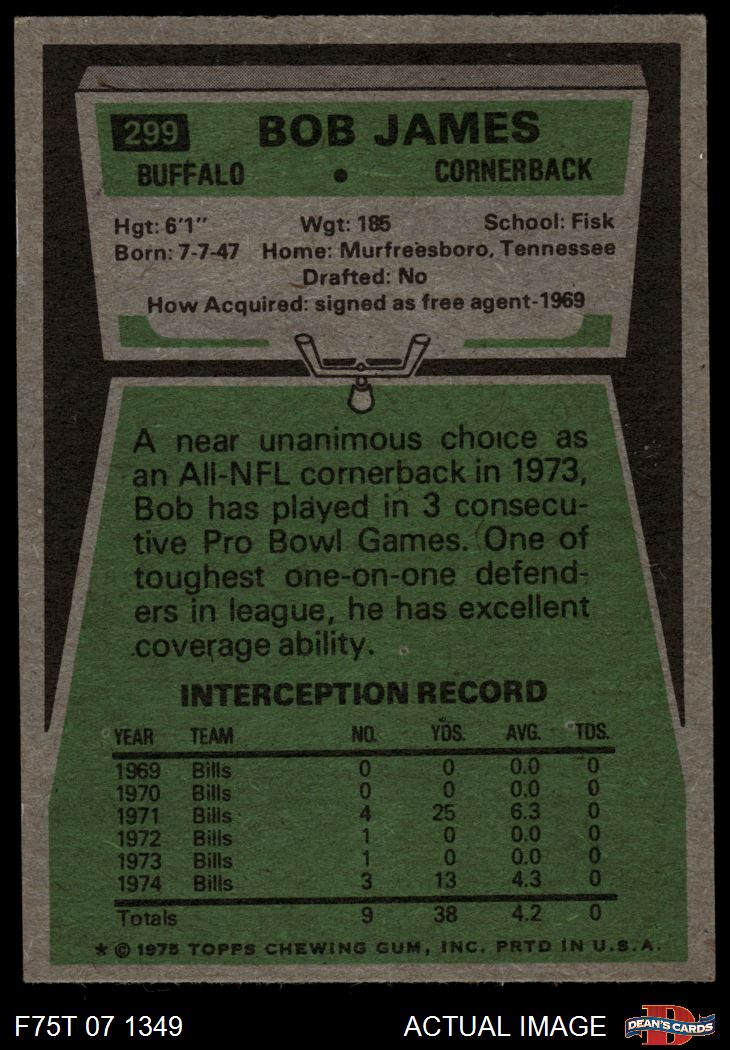 299 BOB JAMES
BUFFALO • CORNERBACK
Hgt: 6'1" Wgt: 185 School: Fisk
Born: 7-7-47 Home: Murfreesboro, Tennessee
Drafted: No
How Acquired: signed as free agent-1969
A near unanimous choice as
an All-NFL cornerback in 1973,
Bob has played in 3 consecu-
tive Pro Bowl Games. One of
toughest one-on-one defend-
ers in league, he has excellent
coverage ability.
INTERCEPTION RECORD
YEAR TEAM NO. YDS. AVG. TDS.
1969 Bills 0 0 0.0 0
1970 Bills 0 0 0.0 0
1971 Bills 4 25 6.3 0
1972 Bills 1 0 0.0 0
1973 Bills 1 0 0.0 0
1974 Bills 3 13 4.3 0
Totals 9 38 4.2 0
* © 1975 TOPPS CHEWING GUM, INC. PRTD IN U.S.A.
F75T 07 1349 ACTUAL IMAGE D DEAN'S CARDS